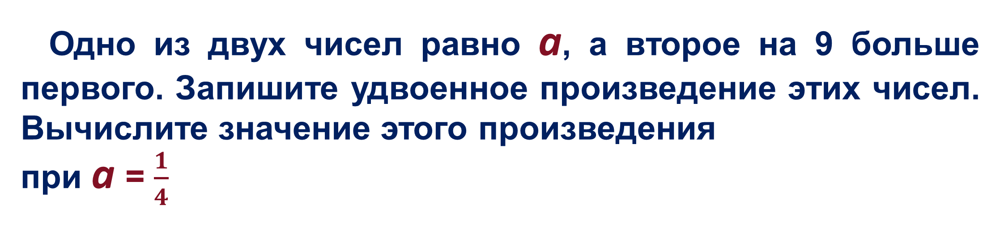 Одно из двух чисел равно a, а второе на 9 больше
первого. Запишите удвоенное произведение этих чисел.
Вычислите значение этого произведения
при a = 1/4